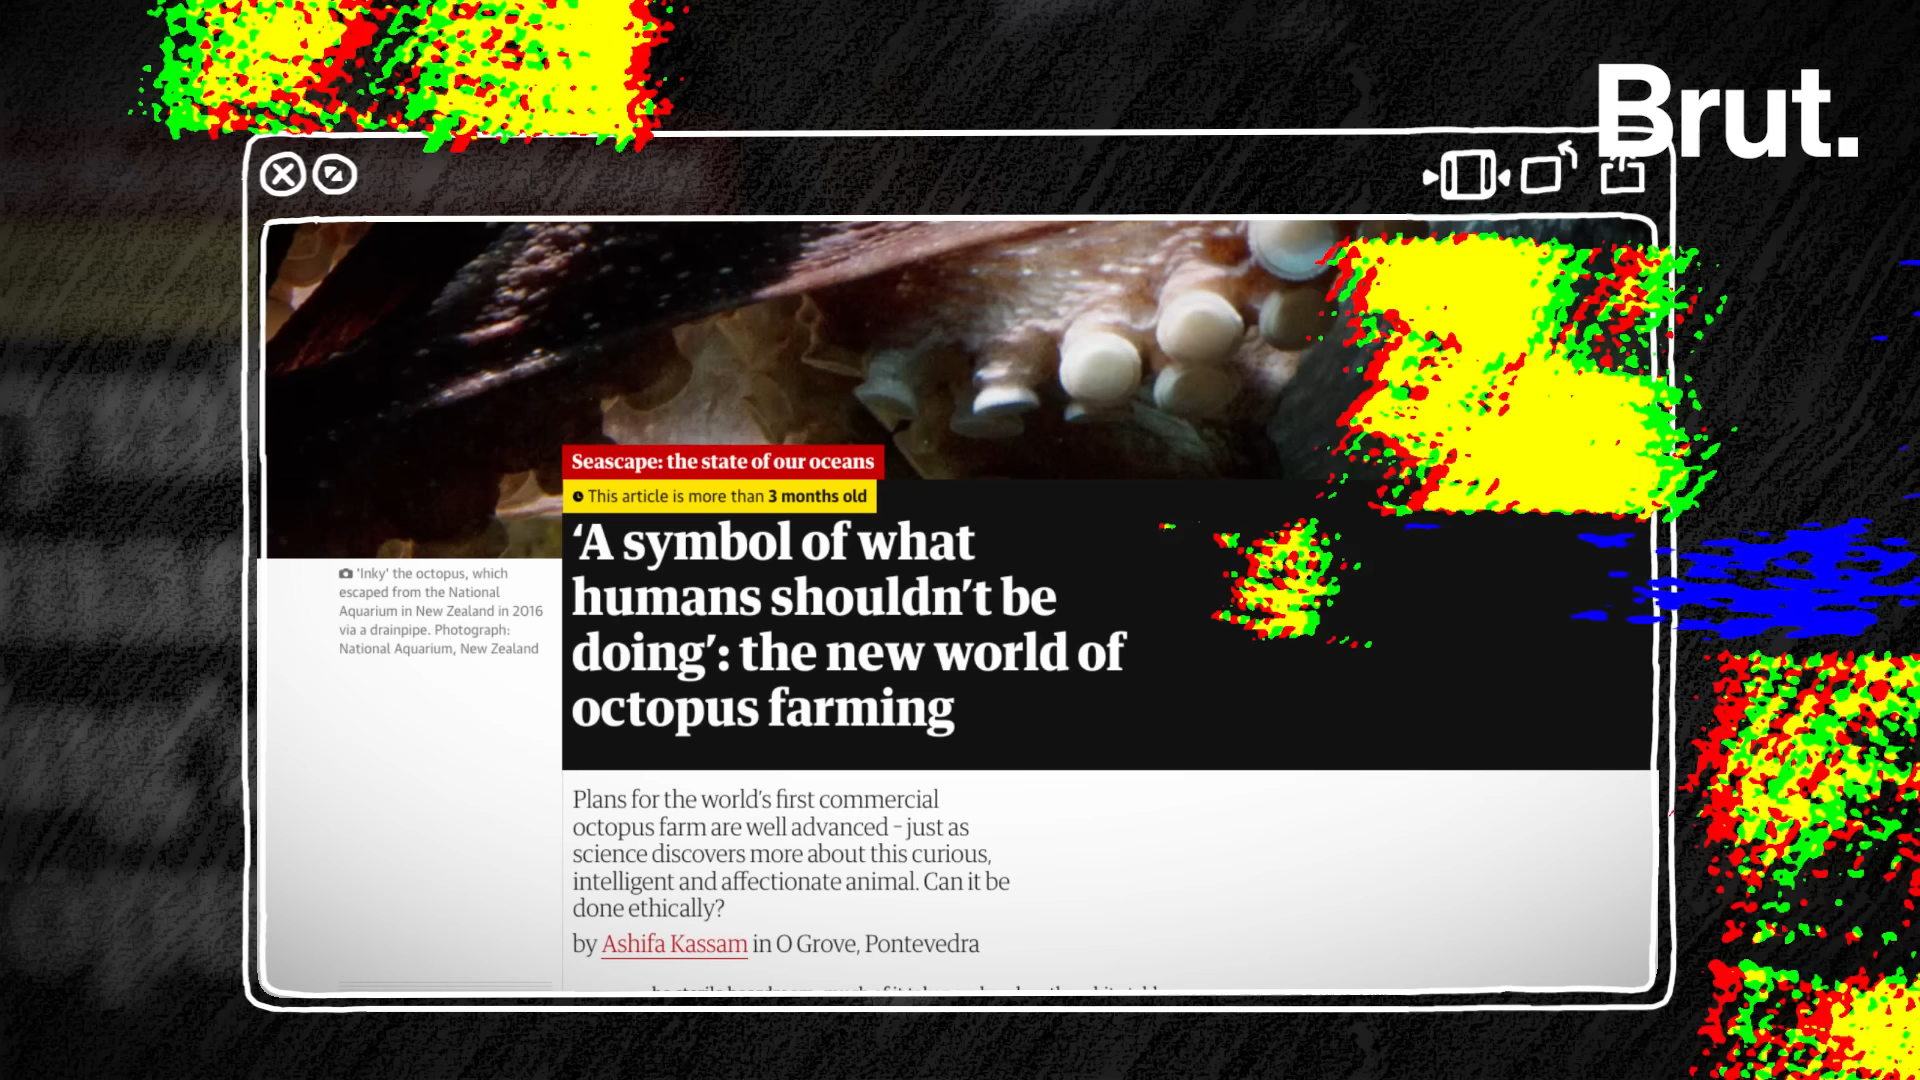 Brut.
Seascape: the state of our oceans
This article is more than 3 months old
‘A symbol of what
humans shouldn’t be
doing’: the new world of
octopus farming
'Inky' the octopus, which
escaped from the National
Aquarium in New Zealand in 2016
via a drainpipe. Photograph:
National Aquarium, New Zealand
Plans for the world’s first commercial
octopus farm are well advanced – just as
science discovers more about this curious,
intelligent and affectionate animal. Can it be
done ethically?
by Ashifa Kassam in O Grove, Pontevedra